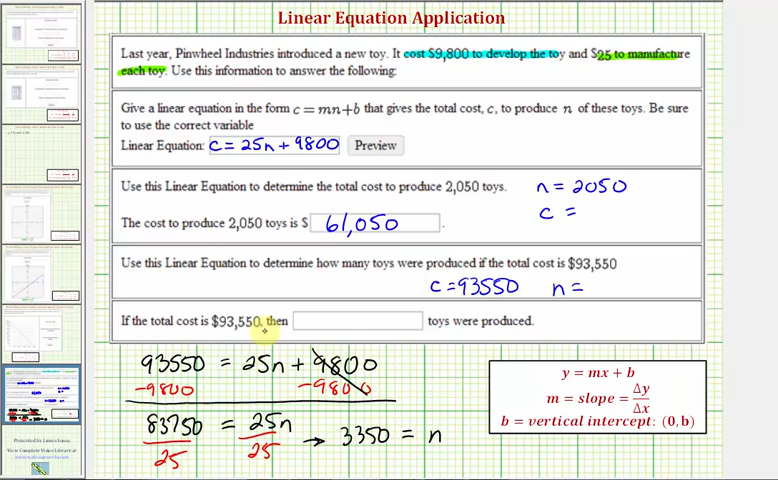 Linear Equation Application
Last year, Pinwheel Industries introduced a new toy. It cost $9,800 to develop the toy and $25 to manufacture
each toy. Use this information to answer the following:
Give a linear equation in the form c = mn + b that gives the total cost, c, to produce n of these toys. Be sure
to use the correct variable
Linear Equation: c = 25n + 9800 Preview
Use this Linear Equation to determine the total cost to produce 2,050 toys. n = 2050
c =
The cost to produce 2,050 toys is $ 61,050 .
Use this Linear Equation to determine how many toys were produced if the total cost is $93,550
c = 93550 n =
If the total cost is $93,550, then toys were produced.
93550 = 25n + 9800
-9800 -9800
83750 = 25n → 3350 = n
25 25
y = mx + b
m = slope = Δy/Δx
b = vertical intercept: (0,b)
Presented by James Sousa